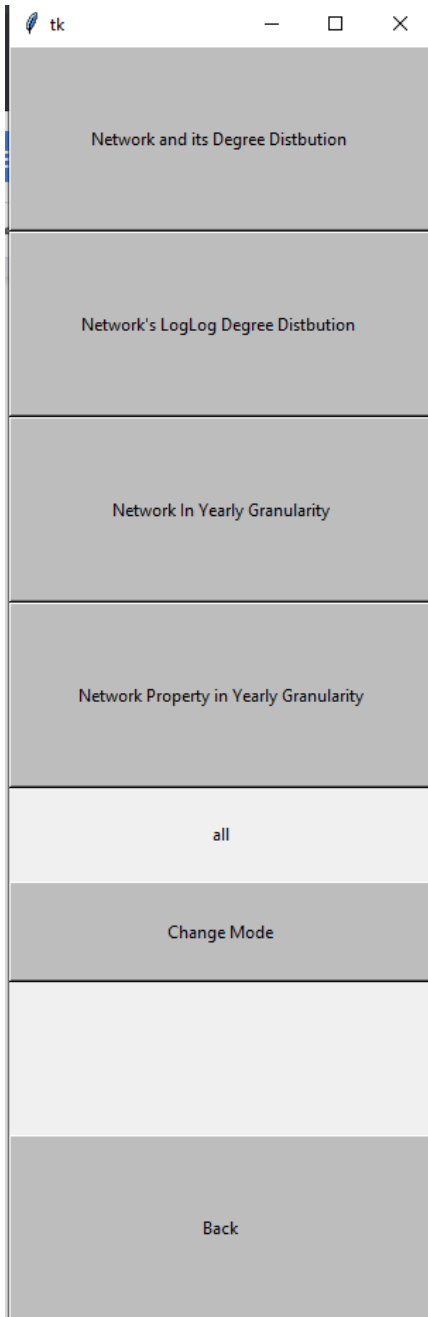 tk
Network and its Degree Distbution
Network's LogLog Degree Distbution
Network In Yearly Granularity
Network Property in Yearly Granularity
all
Change Mode
Back